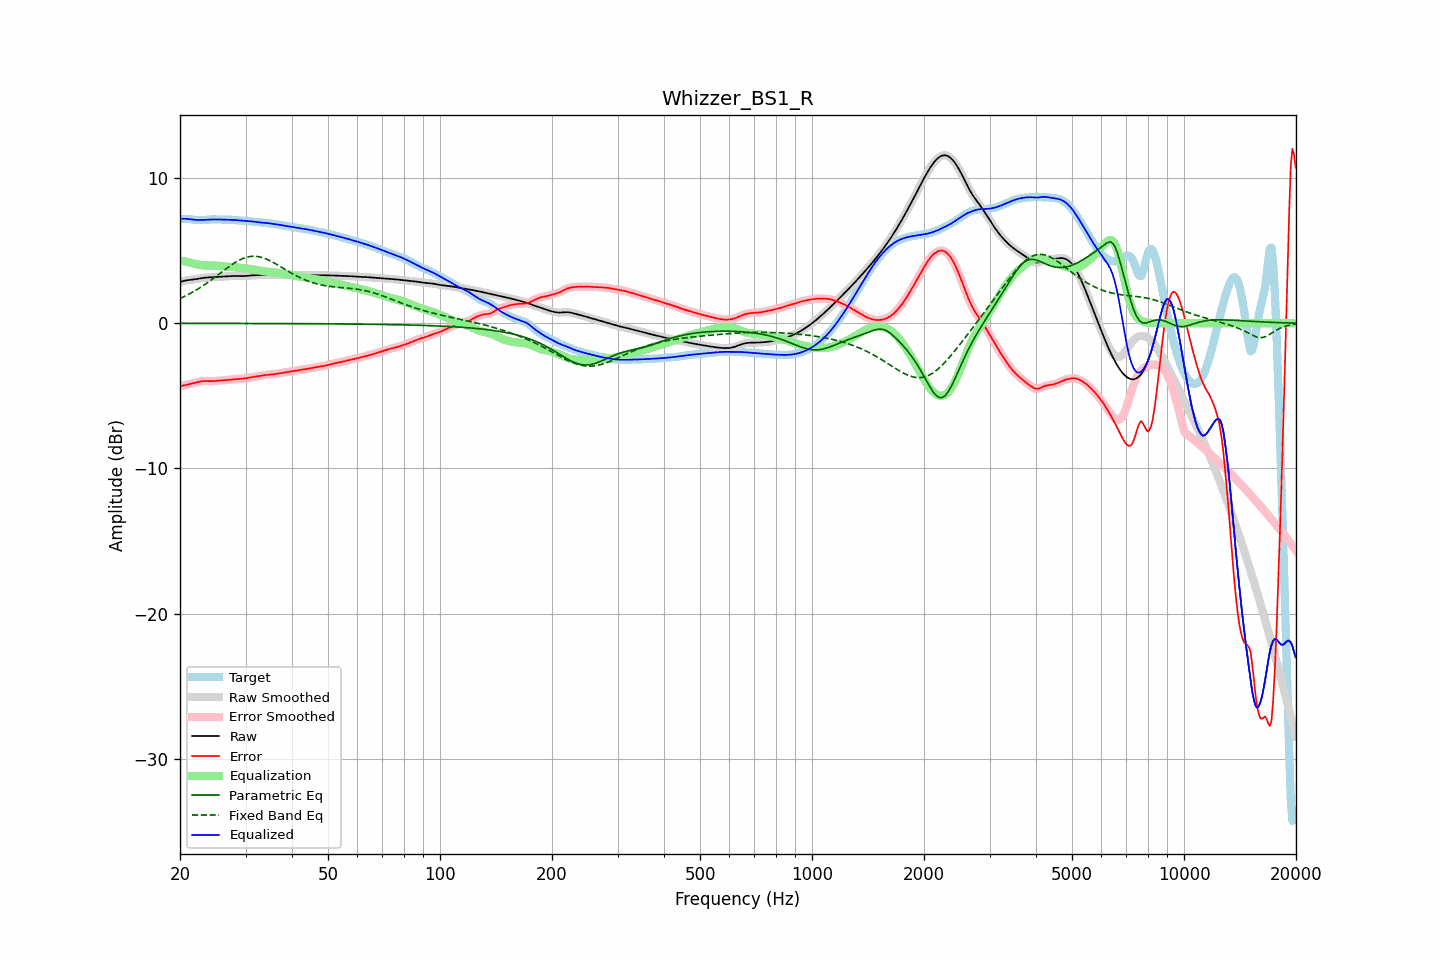 Whizzer_BS1_R
Amplitude (dBr)
10
0
−10
−20
−30
Target
Raw Smoothed
Error Smoothed
Raw
Error
Equalization
Parametric Eq
Fixed Band Eq
Equalized
20 50 100 200 500 1000 2000 5000 10000 20000
Frequency (Hz)